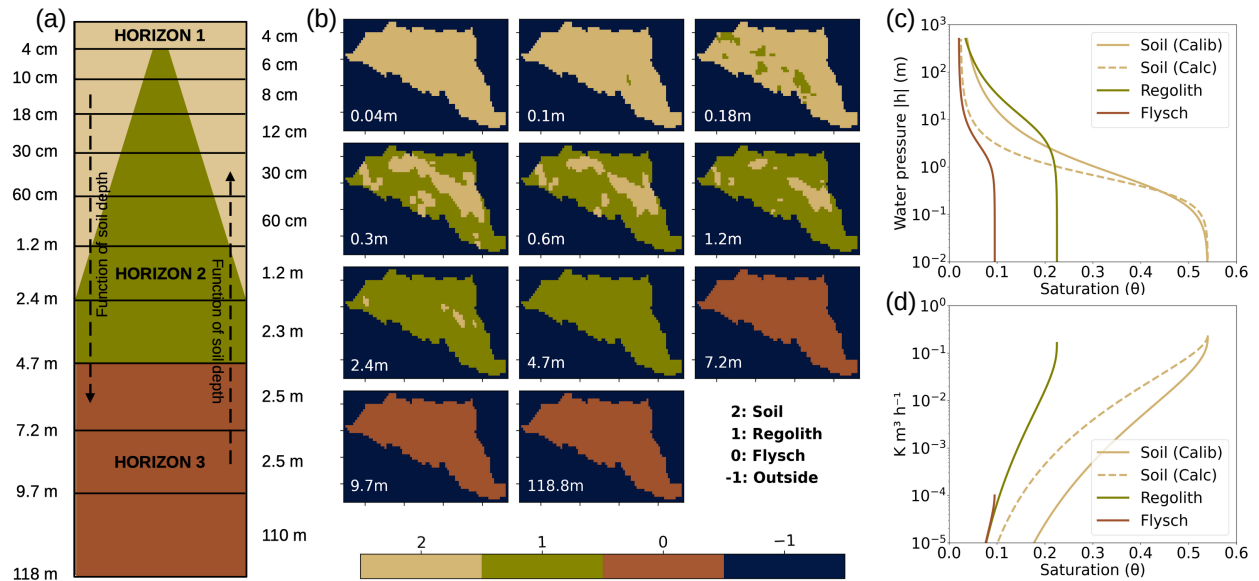 (a)
HORIZON 1
4 cm
10 cm
18 cm
30 cm
60 cm
1.2 m
2.4 m
4.7 m
7.2 m
9.7 m
118 m
HORIZON 2
HORIZON 3
Function of soil depth
Function of soil depth
4 cm
6 cm
8 cm
12 cm
30 cm
60 cm
1.2 m
2.3 m
2.5 m
2.5 m
110 m
(b)
0.04m
0.1m
0.18m
0.3m
0.6m
1.2m
2.4m
4.7m
7.2m
9.7m
118.8m
2: Soil
1: Regolith
0: Flysch
-1: Outside
2 1 0 −1
(c)
Water pressure |h| (m)
10³
10²
10¹
10⁰
10⁻¹
10⁻²
0.0 0.1 0.2 0.3 0.4 0.5 0.6
Saturation (θ)
Soil (Calib)
Soil (Calc)
Regolith
Flysch
(d)
K m³ h⁻¹
10⁰
10⁻¹
10⁻²
10⁻³
10⁻⁴
10⁻⁵
0.0 0.1 0.2 0.3 0.4 0.5 0.6
Saturation (θ)
Soil (Calib)
Soil (Calc)
Regolith
Flysch